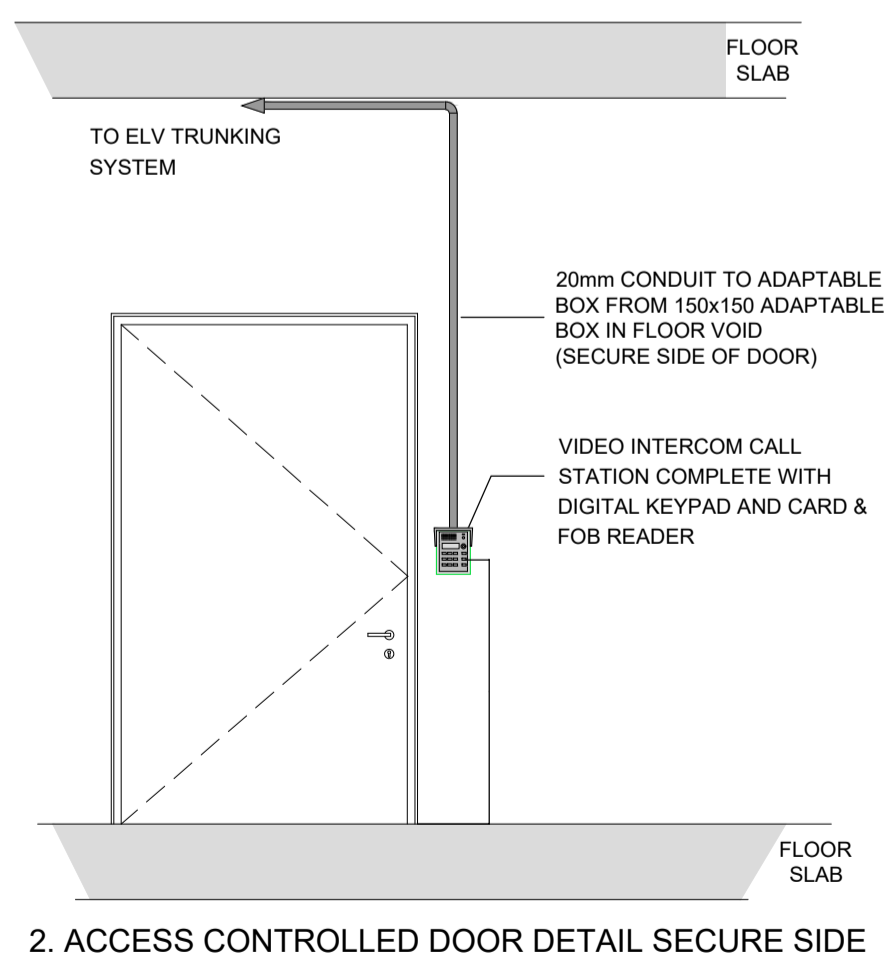 FLOOR
SLAB
TO ELV TRUNKING
SYSTEM
20mm CONDUIT TO ADAPTABLE
BOX FROM 150x150 ADAPTABLE
BOX IN FLOOR VOID
(SECURE SIDE OF DOOR)
VIDEO INTERCOM CALL
STATION COMPLETE WITH
DIGITAL KEYPAD AND CARD &
FOB READER
FLOOR
SLAB
2. ACCESS CONTROLLED DOOR DETAIL SECURE SIDE